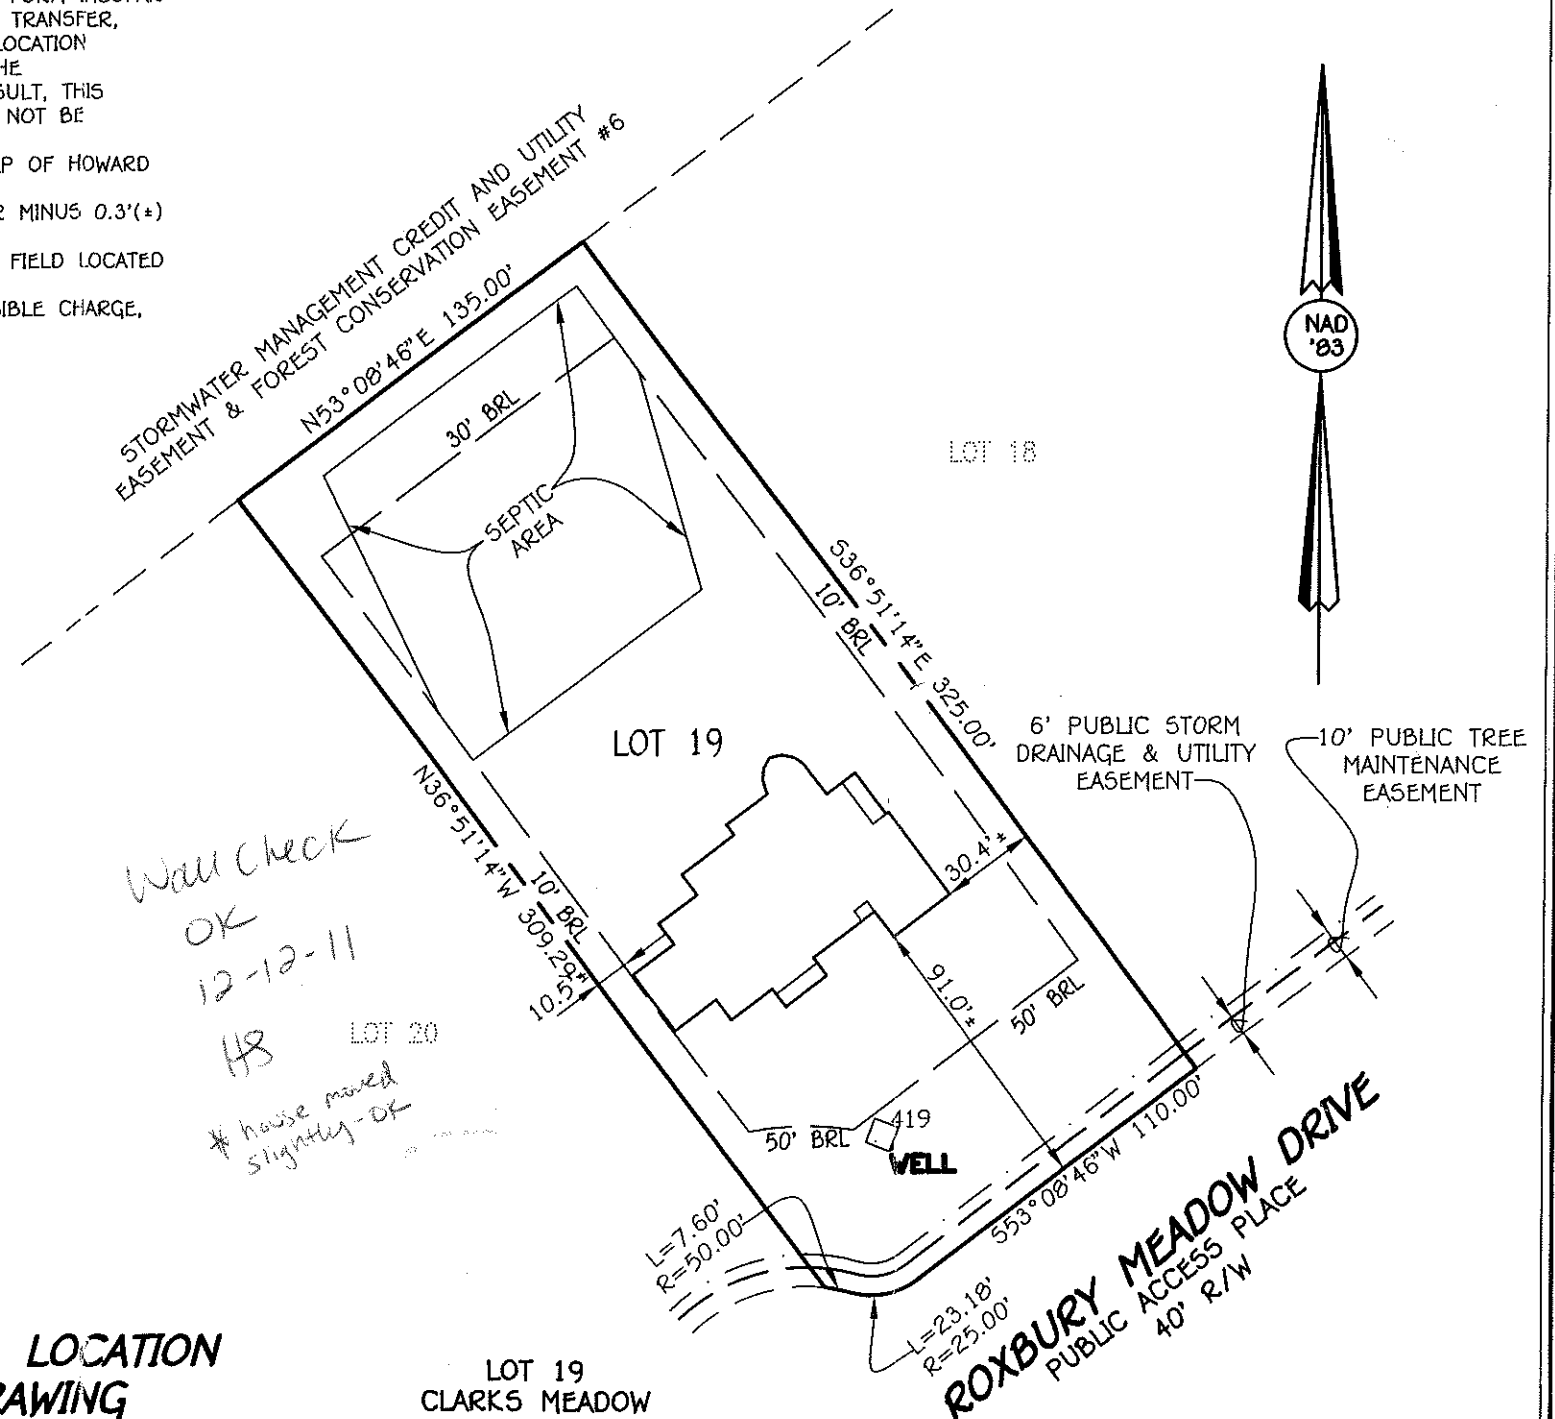 TRANSFER,
LOCATION
THIS
NOT BE
OF HOWARD
MINUS 0.3'(±)
FIELD LOCATED
CHARGE,
STORMWATER MANAGEMENT CREDIT AND UTILITY
EASEMENT & FOREST CONSERVATION EASEMENT #6
N53°08'46"E 135.00'
30' BRL
SEPTIC
AREA
LOT 18
NAD
'83
S36°51'14"E 325.00'
10' BRL
LOT 19
6' PUBLIC STORM
DRAINAGE & UTILITY
EASEMENT
10' PUBLIC TREE
MAINTENANCE
EASEMENT
N36°51'14"W 309.29'
10' BRL
10.5'±
30.4'±
91.0'±
50' BRL
Wall Check
OK
12-12-11
HS
LOT 20
* house moved
slightly-OK
50' BRL
419
WELL
S53°08'46"W 110.00'
L=7.60'
R=50.00'
L=23.18'
R=25.00'
ROXBURY MEADOW DRIVE
PUBLIC ACCESS PLACE
40' R/W
LOCATION
LOT 19
CLARKS MEADOW